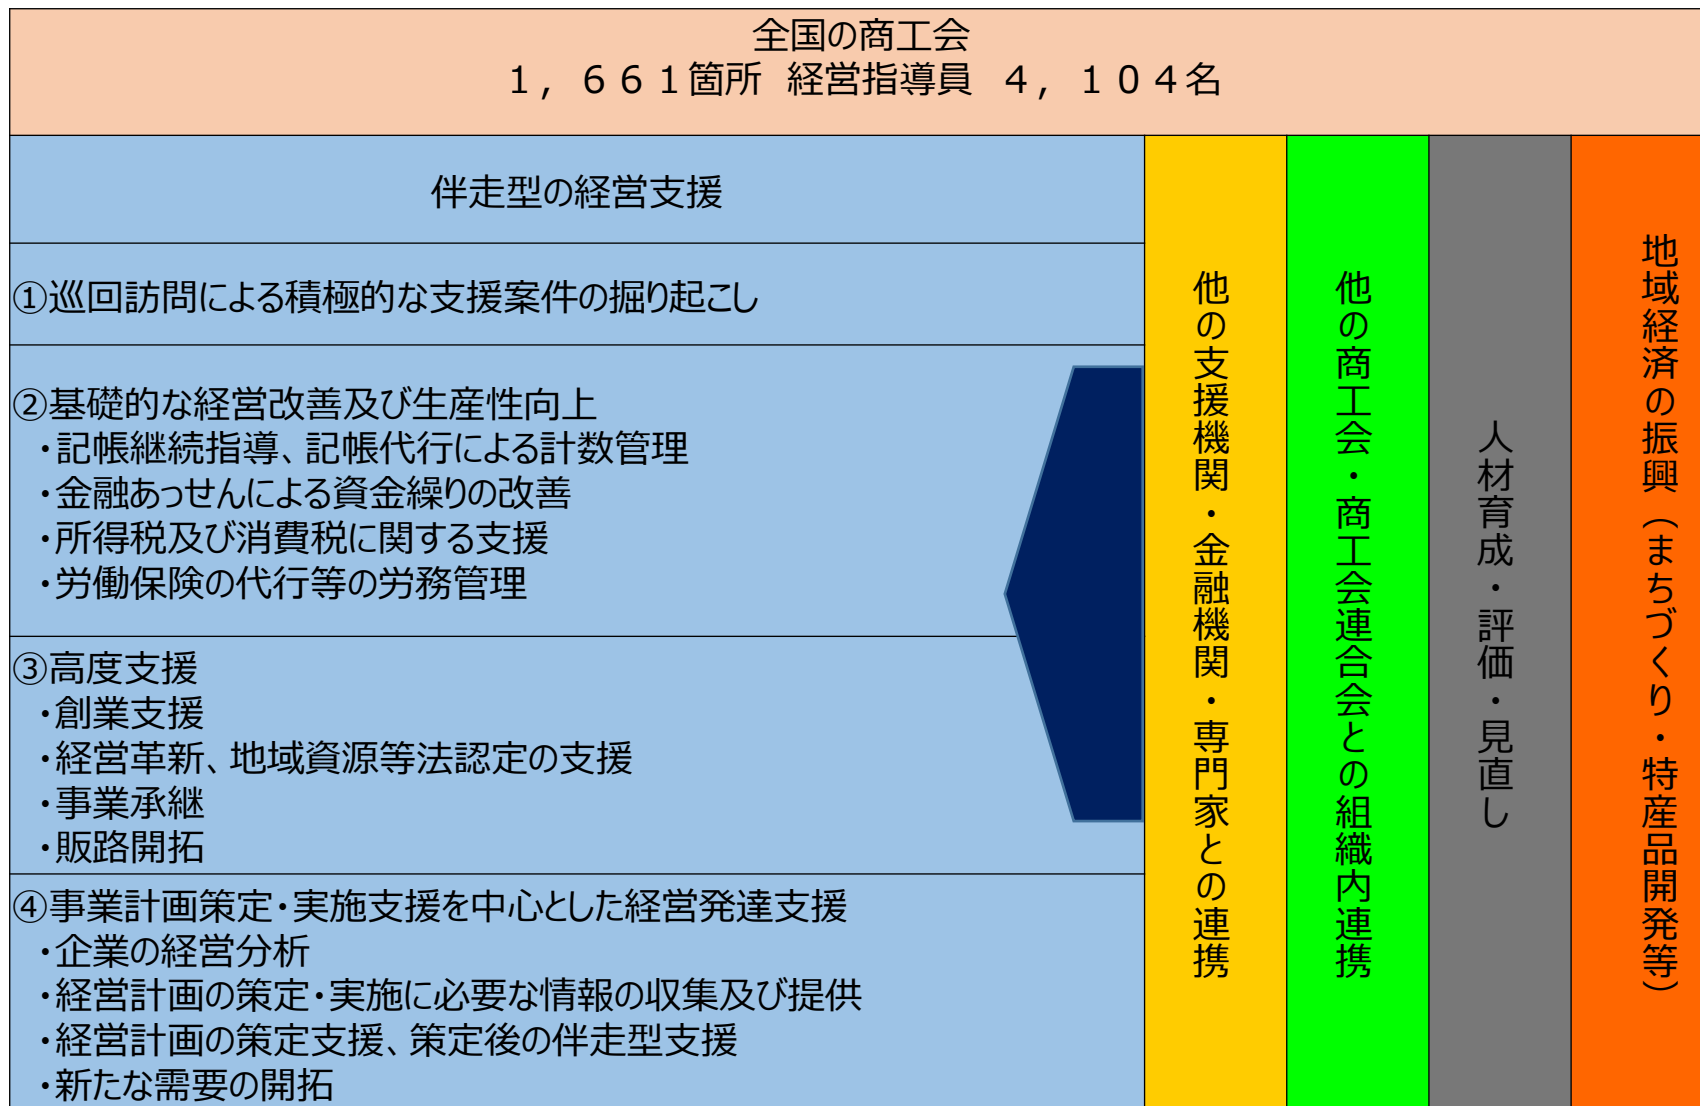 全国の商工会
１，６６１箇所 経営指導員 ４，１０４名
伴走型の経営支援
①巡回訪問による積極的な支援案件の掘り起こし
②基礎的な経営改善及び生産性向上
・記帳継続指導、記帳代行による計数管理
・金融あっせんによる資金繰りの改善
・所得税及び消費税に関する支援
・労働保険の代行等の労務管理
③高度支援
・創業支援
・経営革新、地域資源等法認定の支援
・事業承継
・販路開拓
④事業計画策定・実施支援を中心とした経営発達支援
・企業の経営分析
・経営計画の策定・実施に必要な情報の収集及び提供
・経営計画の策定支援、策定後の伴走型支援
・新たな需要の開拓
他の支援機関・金融機関・専門家との連携
他の商工会・商工会連合会との組織内連携
人材育成・評価・見直し
地域経済の振興（まちづくり・特産品開発等）